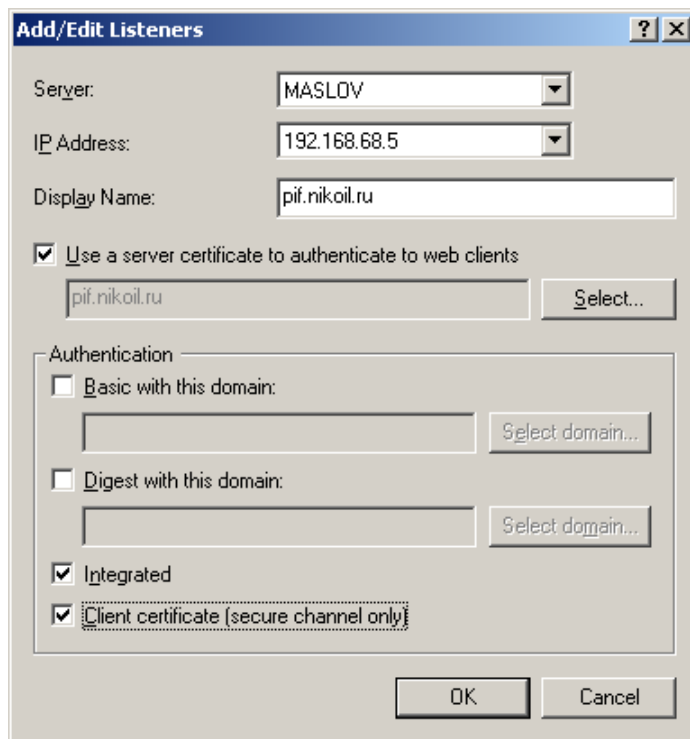 Add/Edit Listeners
Server: MASLOV
IP Address: 192.168.68.5
Display Name: pif.nikoil.ru
Use a server certificate to authenticate to web clients
pif.nikoil.ru Select...
Authentication
Basic with this domain:
Select domain...
Digest with this domain:
Select domain...
Integrated
Client certificate (secure channel only)
OK Cancel